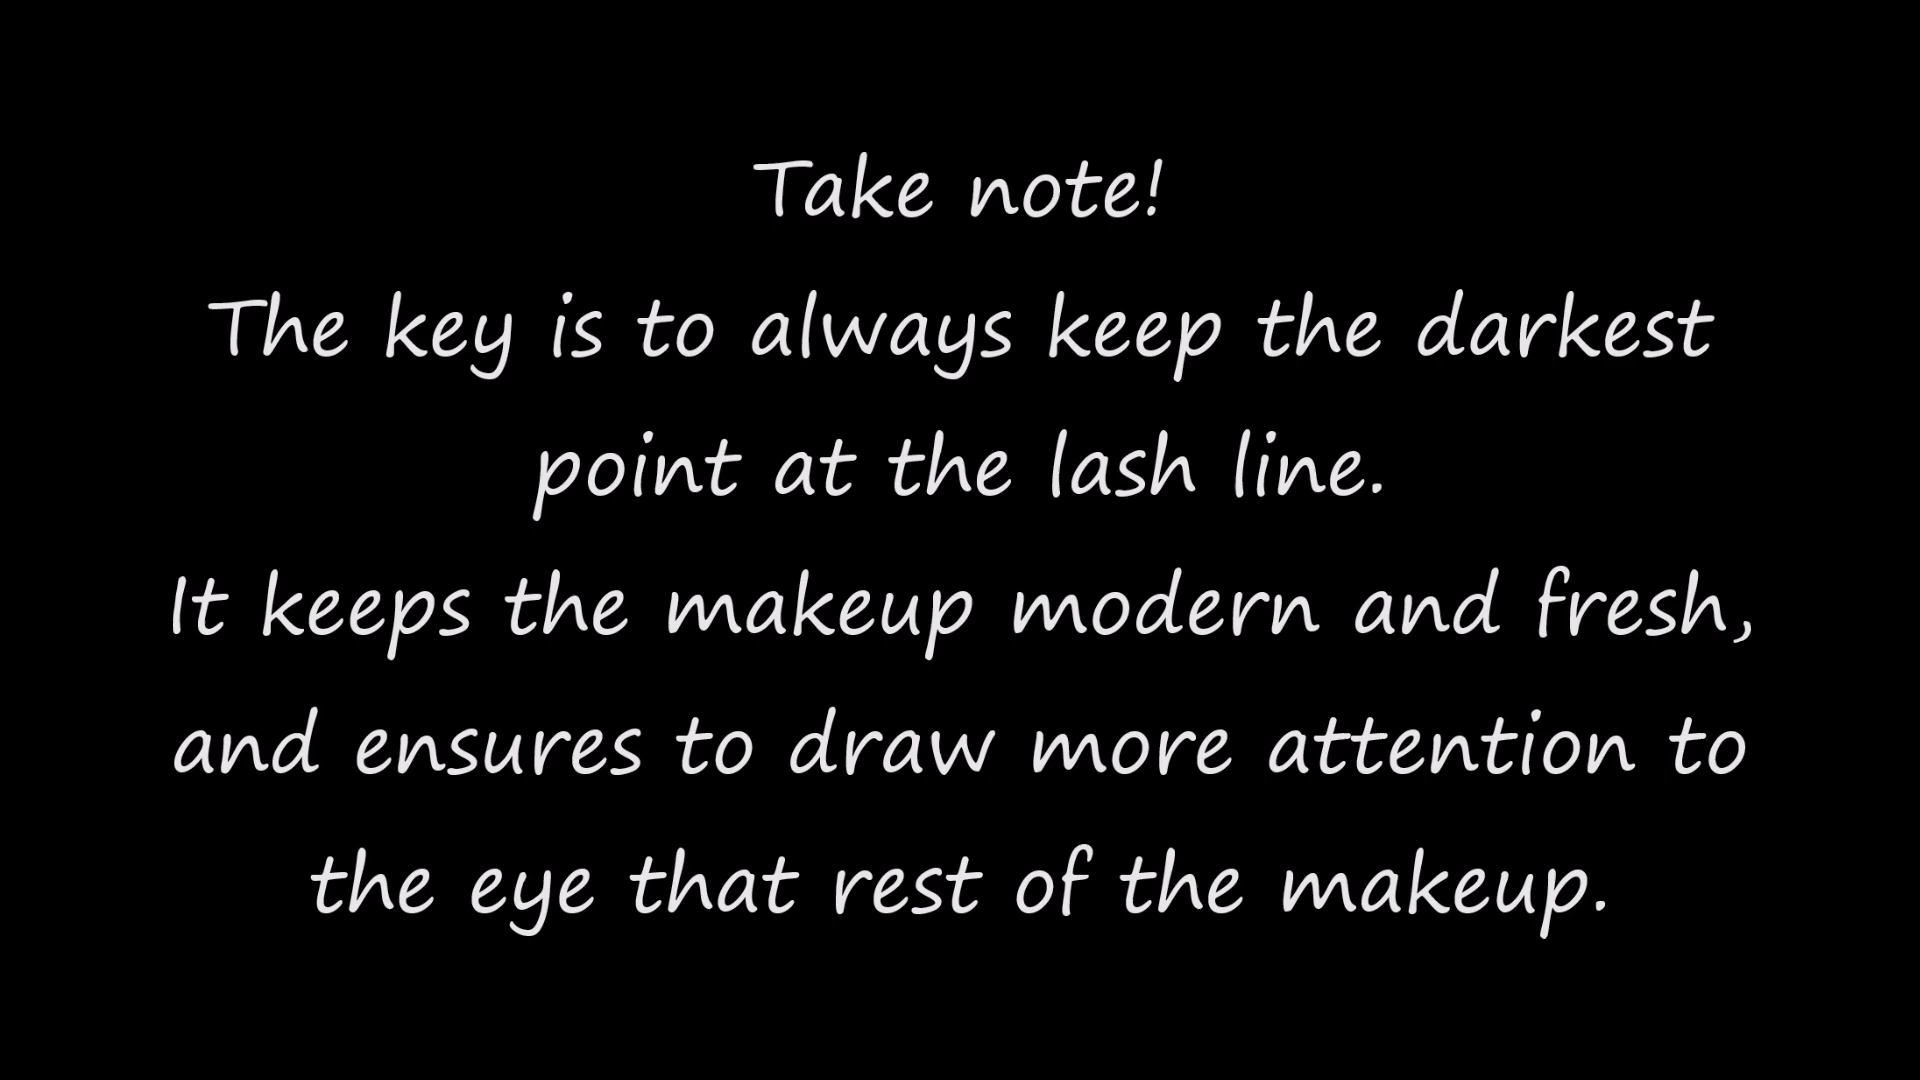 Take note!
The key is to always keep the darkest
point at the lash line.
It keeps the makeup modern and fresh,
and ensures to draw more attention to
the eye that rest of the makeup.